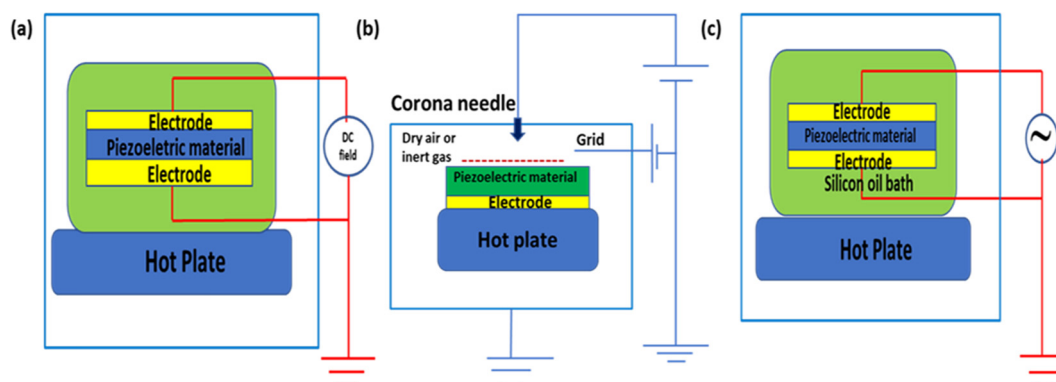 (a)
Electrode
Piezoeletric material
Electrode
DC
field
Hot Plate
(b)
Corona needle
Dry air or
inert gas
Grid
Piezoelectric material
Electrode
Hot plate
(c)
Electrode
Piezoelectric material
Electrode
Silicon oil bath
~
Hot Plate